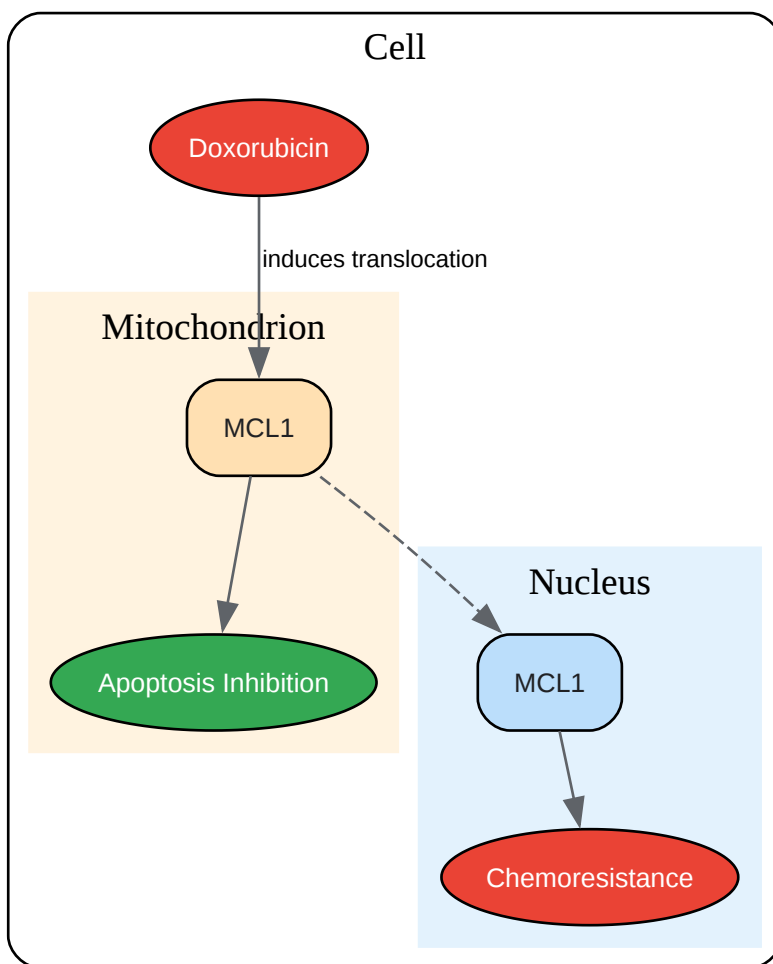 Cell
Doxorubicin
induces translocation
Mitochondrion
MCL1
Nucleus
Apoptosis Inhibition
MCL1
Chemoresistance